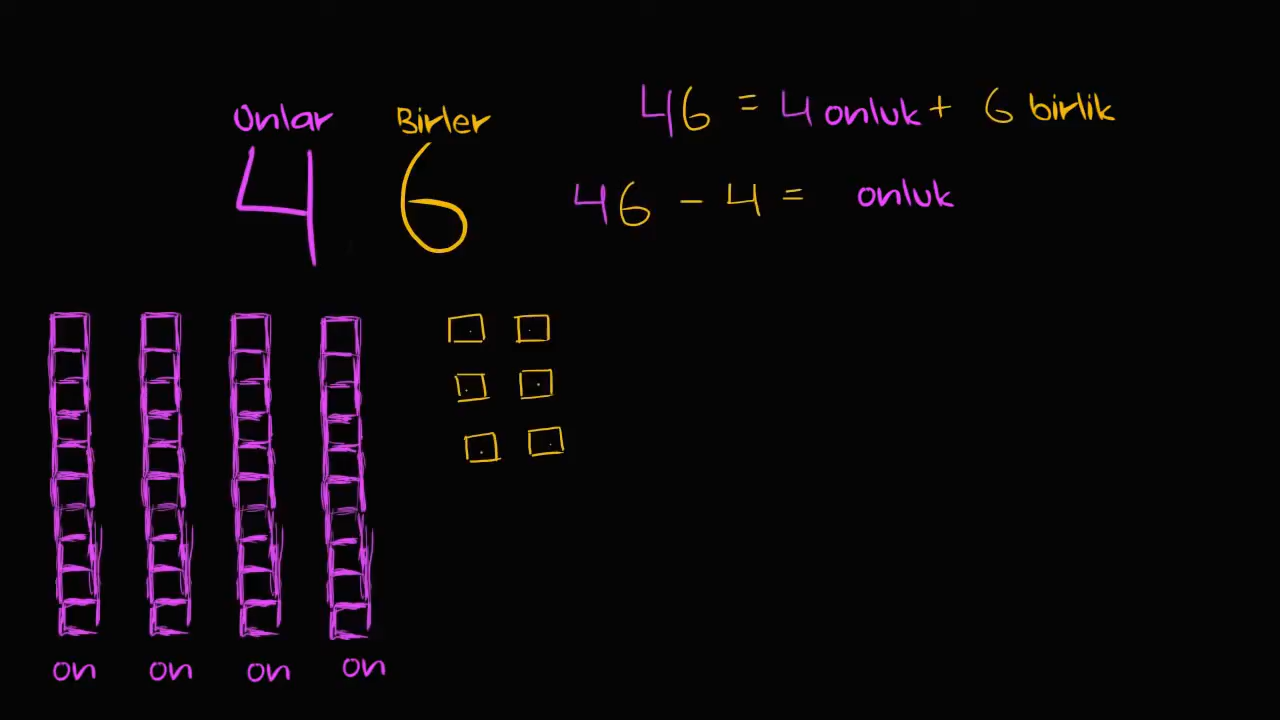 Onlar Birler
4 6
46 = 4 onluk + 6 birlik
46 - 4 = onluk
on on on on